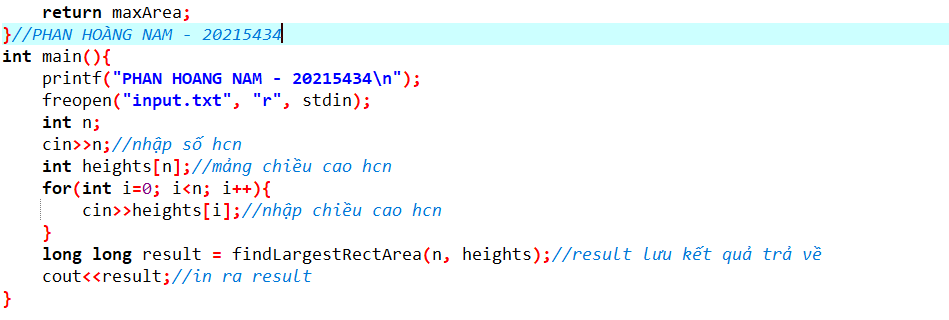 return maxArea;
}//PHAN HOÀNG NAM - 20215434
int main(){
printf("PHAN HOANG NAM - 20215434\n");
freopen("input.txt", "r", stdin);
int n;
cin>>n;//nhập số hcn
int heights[n];//mảng chiều cao hcn
for(int i=0; i<n; i++){
cin>>heights[i];//nhập chiều cao hcn
}
long long result = findLargestRectArea(n, heights);//result lưu kết quả trả về
cout<<result;//in ra result
}